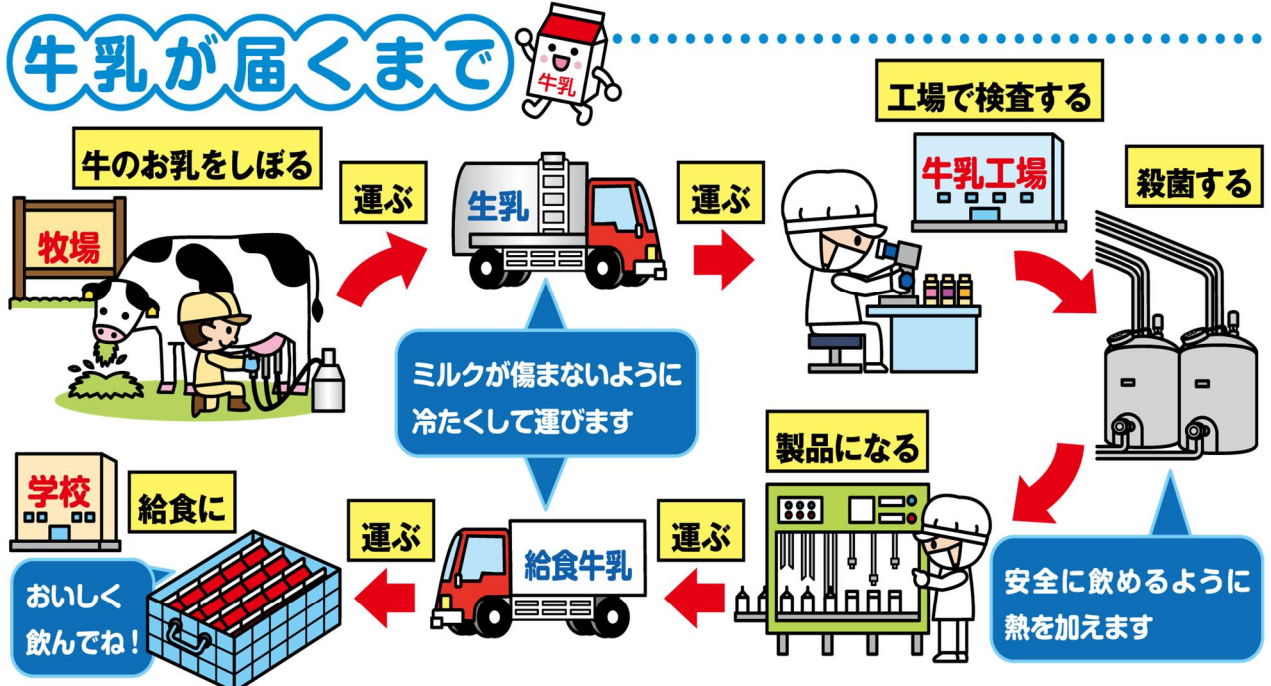 牛乳が届くまで
牛乳
牛のお乳をしぼる
牧場
運ぶ
生乳
運ぶ
工場で検査する
牛乳工場
殺菌する
ミルクが傷まないように
冷たくして運びます
安全に飲めるように
熱を加えます
製品になる
運ぶ
給食牛乳
運ぶ
学校
給食に
おいしく
飲んでね!